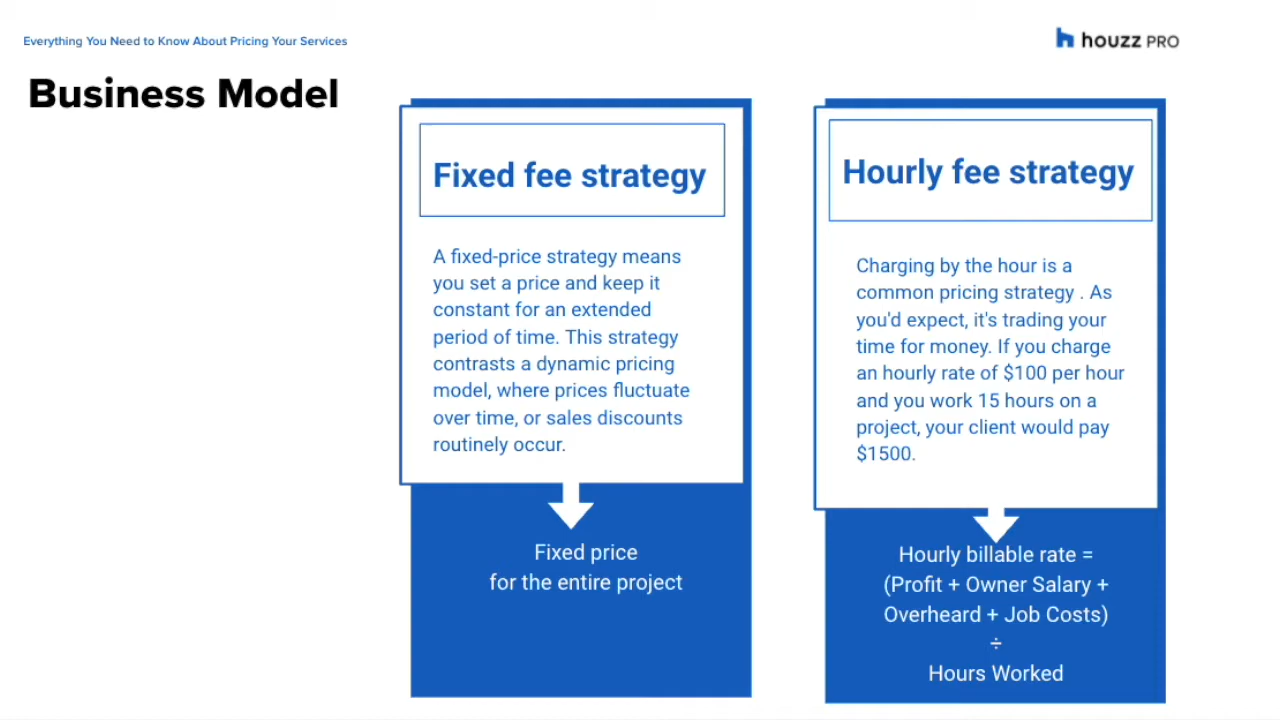 Everything You Need to Know About Pricing Your Services
houzz PRO
Business Model
Fixed fee strategy
A fixed-price strategy means
you set a price and keep it
constant for an extended
period of time. This strategy
contrasts a dynamic pricing
model, where prices fluctuate
over time, or sales discounts
routinely occur.
Fixed price
for the entire project
Hourly fee strategy
Charging by the hour is a
common pricing strategy . As
you'd expect, it's trading your
time for money. If you charge
an hourly rate of $100 per hour
and you work 15 hours on a
project, your client would pay
$1500.
Hourly billable rate =
(Profit + Owner Salary +
Overheard + Job Costs)
÷
Hours Worked